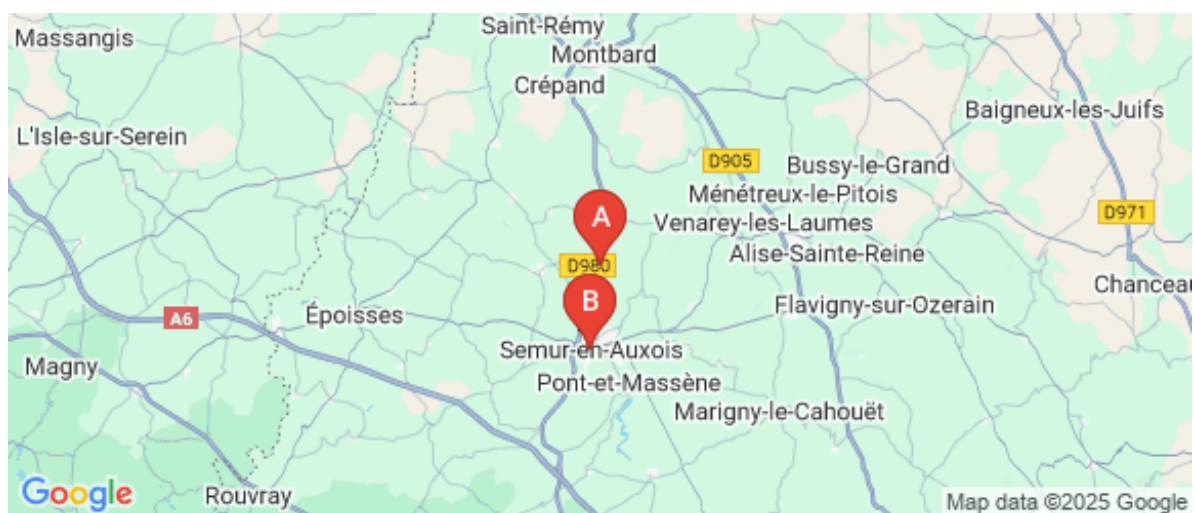 Saint-Rémy
Massangis
Montbard
Crépand
Baigneux-les-Juifs
L'Isle-sur-Serein
D905
Bussy-le-Grand
Ménétreux-le-Pitois
A
Venarey-les-Laumes
D971
Alise-Sainte-Reine
D980
Chanceau
B
Flavigny-sur-Ozerain
Époisses
A6
Semur-en-Auxois
Magny
Pont-et-Massène
Marigny-le-Cahouët
Google
Rouvray
Map data ©2025 Google